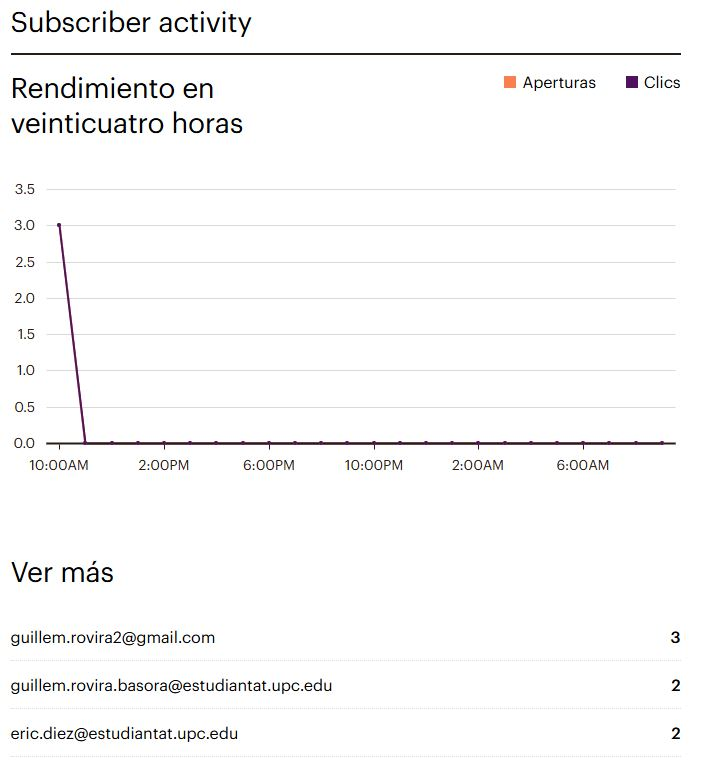 Subscriber activity
Rendimiento en
veinticuatro horas
Aperturas
Clics
3.5
3.0
2.5
2.0
1.5
1.0
0.5
0.0
10:00AM 2:00PM 6:00PM 10:00PM 2:00AM 6:00AM
Ver más
guillem.rovira2@gmail.com 3
guillem.rovira.basora@estudiantat.upc.edu 2
eric.diez@estudiantat.upc.edu 2